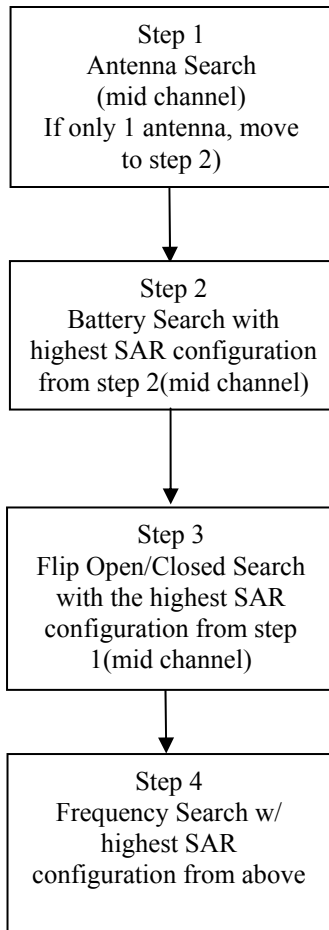 Step 1
Antenna Search
(mid channel)
If only 1 antenna, move
to step 2)
Step 2
Battery Search with
highest SAR configuration
from step 2(mid channel)
Step 3
Flip Open/Closed Search
with the highest SAR
configuration from step
1(mid channel)
Step 4
Frequency Search w/
highest SAR
configuration from above